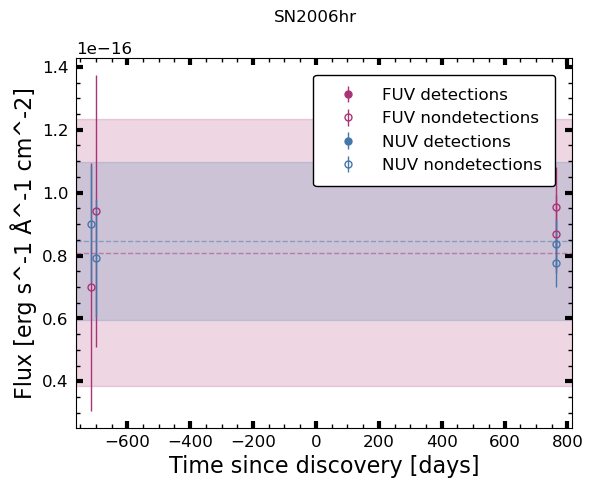 SN2006hr
1e−16
1.4
1.2
1.0
0.8
0.6
0.4
Flux [erg s^-1 Å^-1 cm^-2]
FUV detections
FUV nondetections
NUV detections
NUV nondetections
−600 −400 −200 0 200 400 600 800
Time since discovery [days]